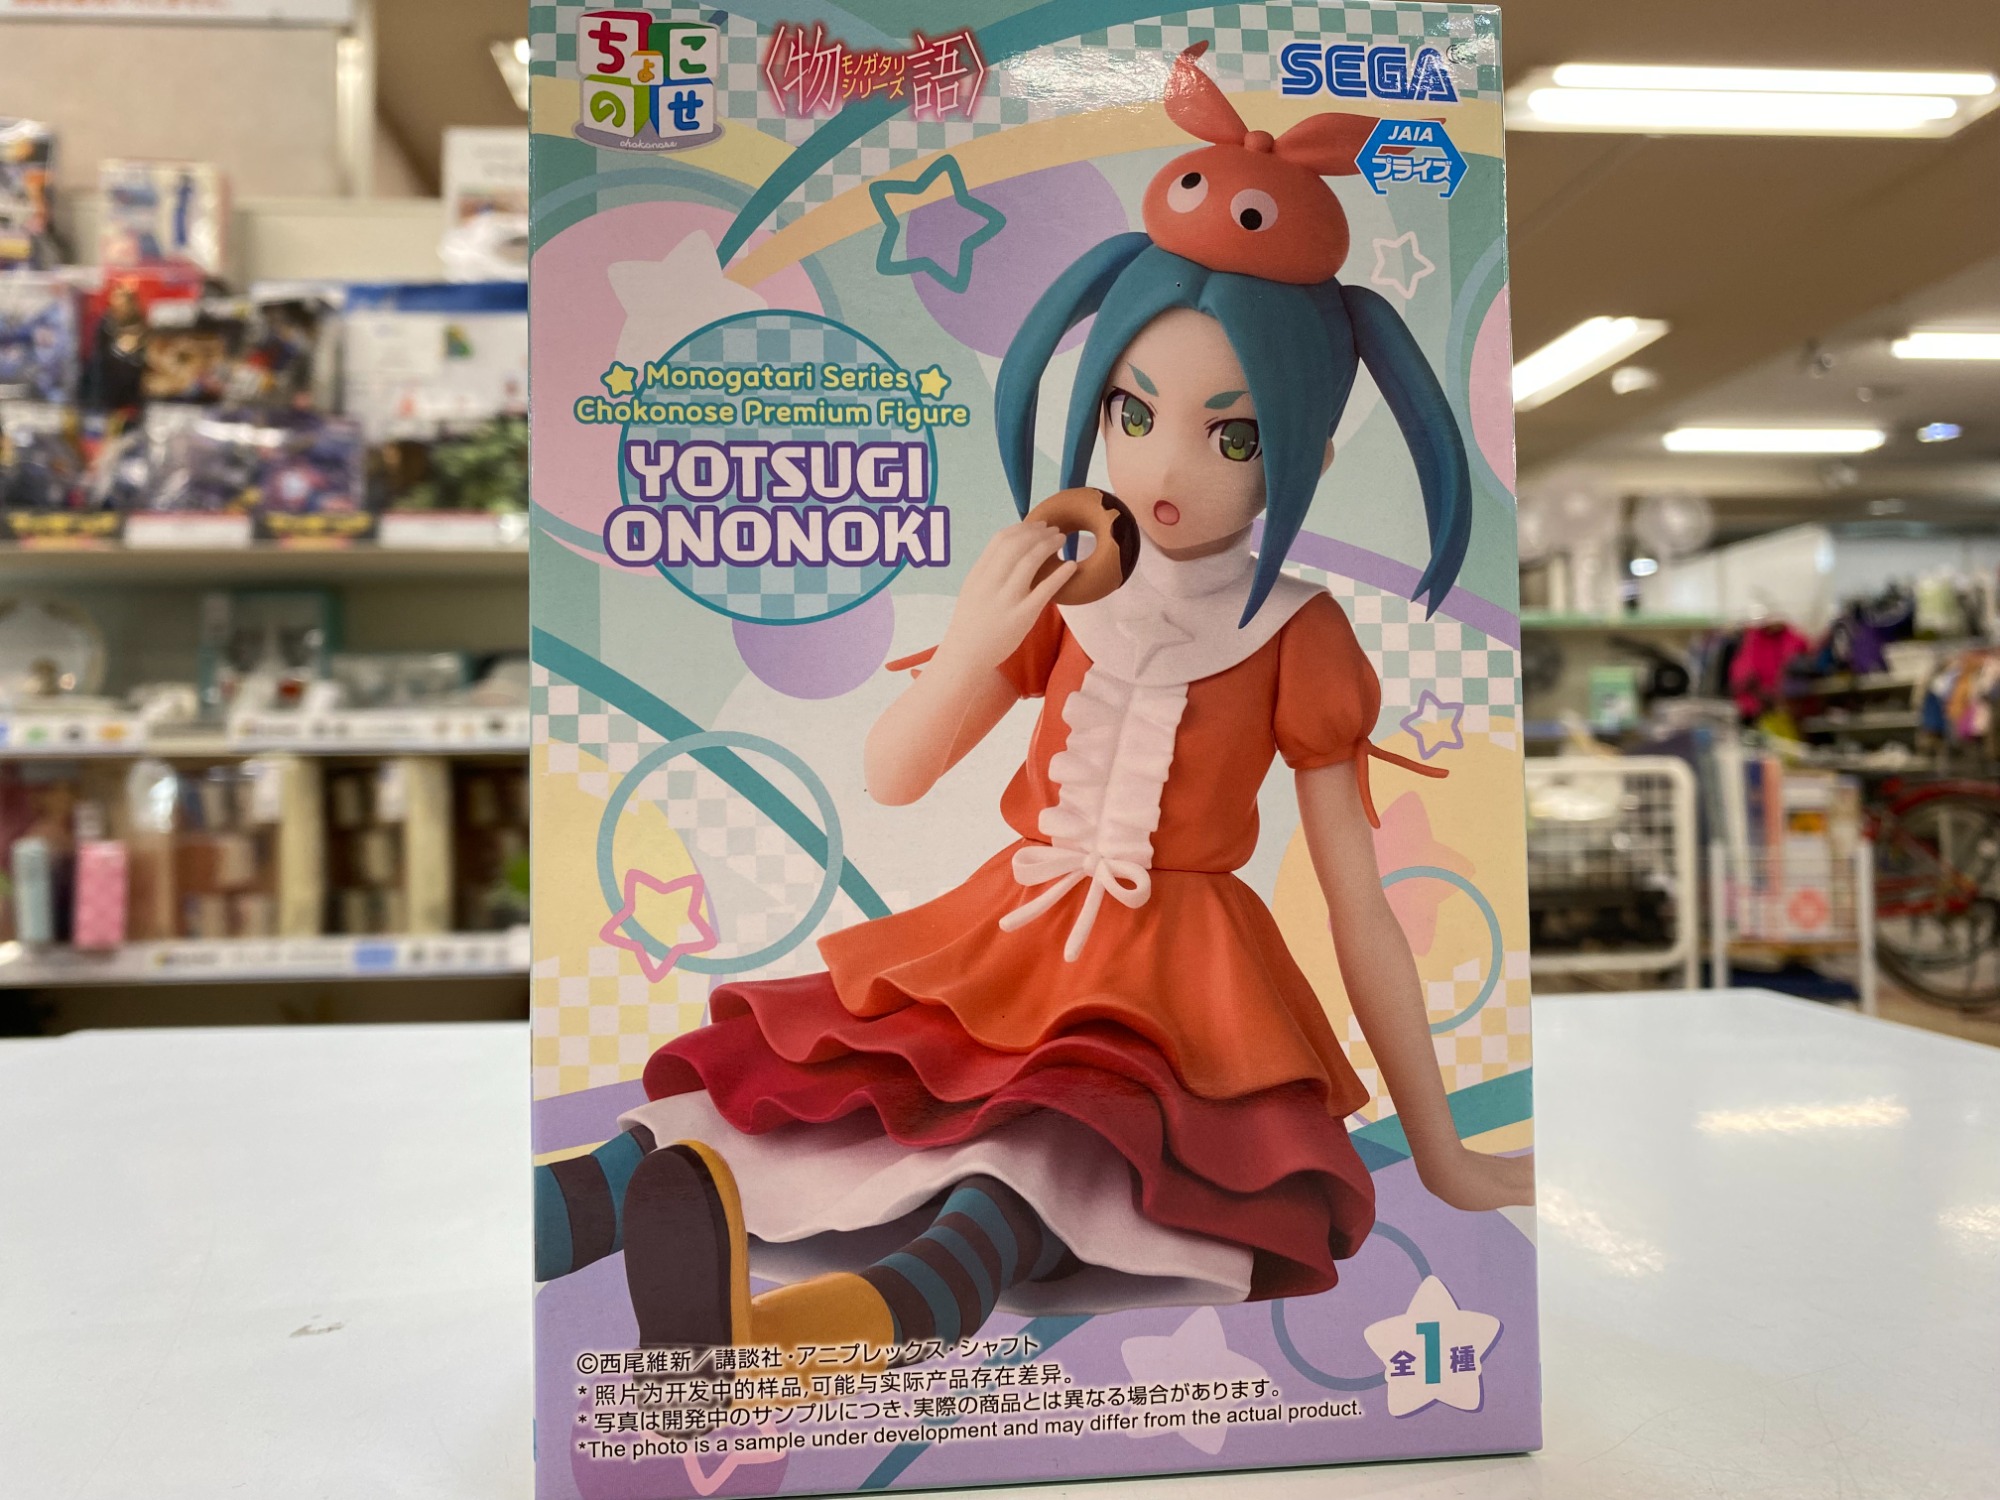 ちょこ
のせ
chokonose
〈物語〉
モノガタリ
シリーズ
SEGA
JAIA
プライズ
Monogatari Series
Chokonose Premium Figure
YOTSUGI
ONONOKI
全1種
©西尾維新／講談社・アニプレックス・シャフト
* 照片为开发中的样品,可能与实际产品存在差异。
* 写真は開発中のサンプルにつき、実際の商品とは異なる場合があります。
*The photo is a sample under development and may differ from the actual product.